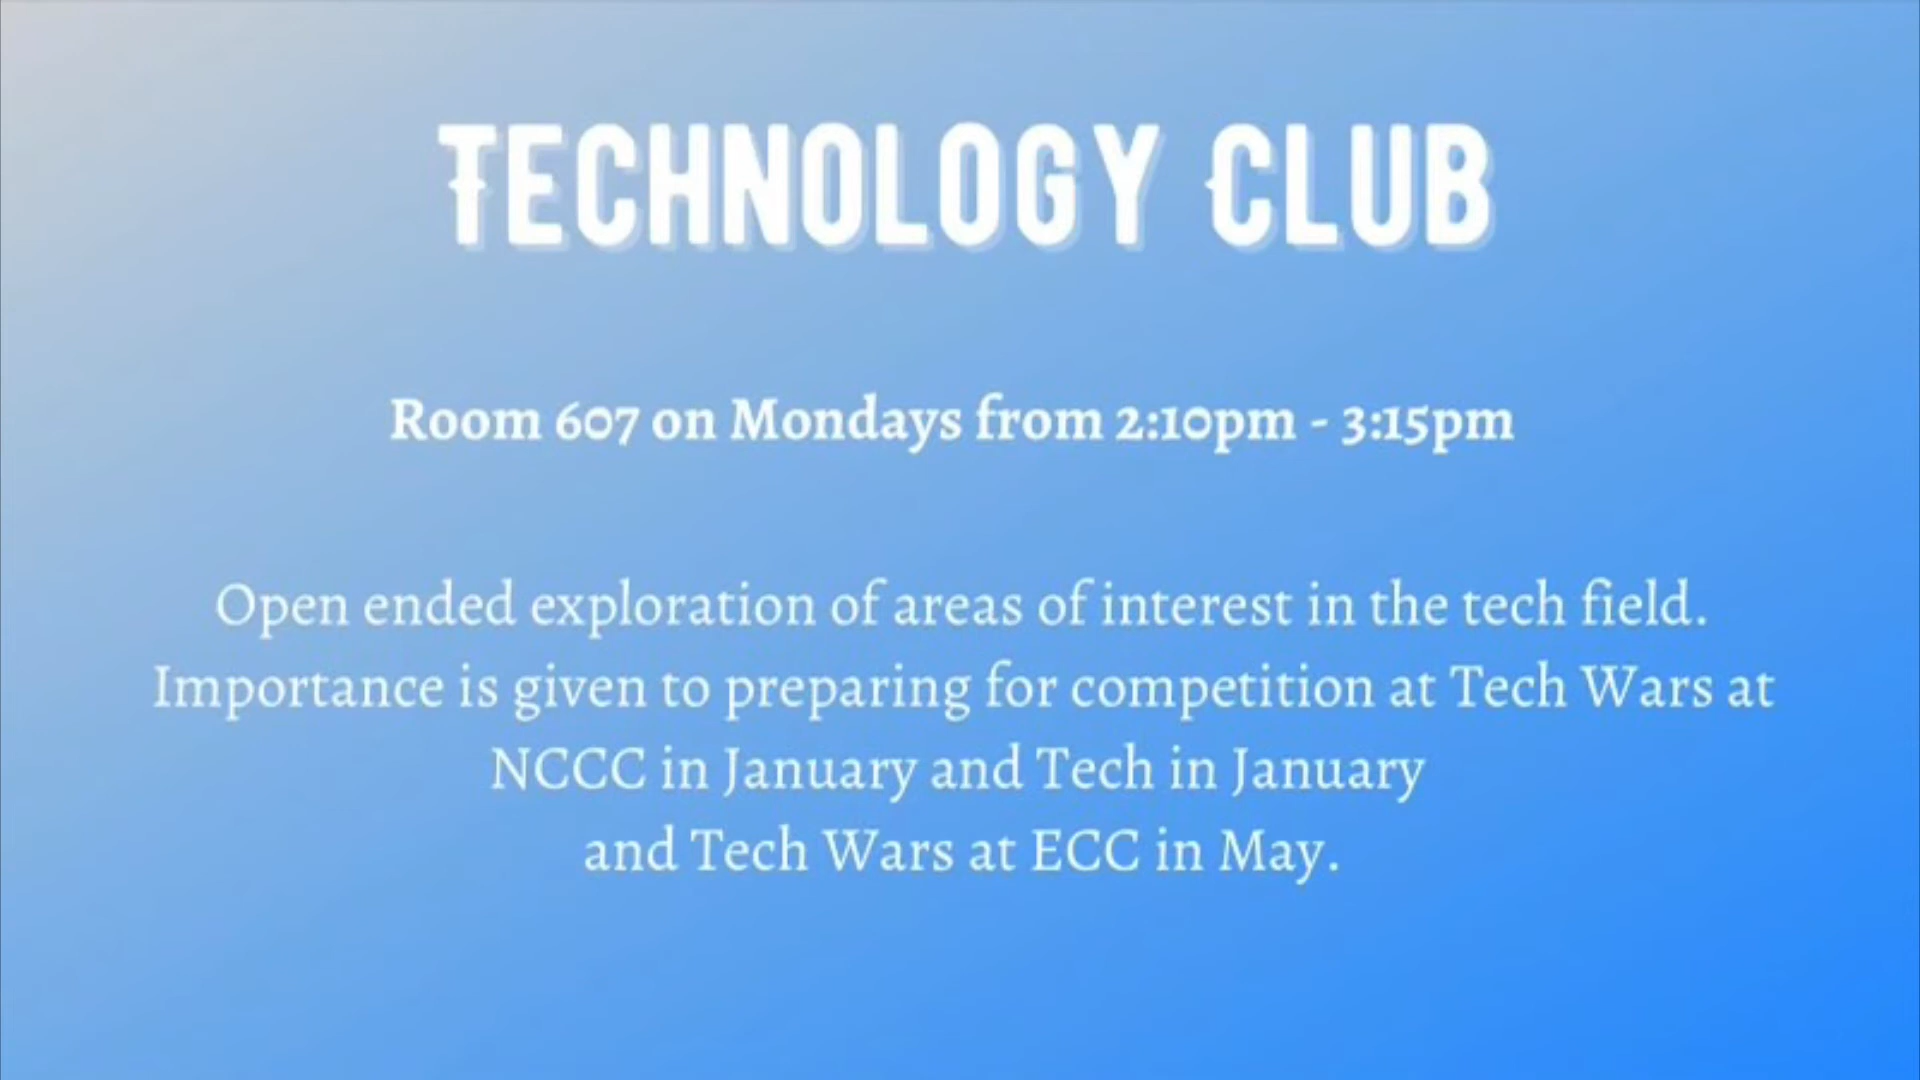 TECHNOLOGY CLUB
Room 607 on Mondays from 2:10pm - 3:15pm
Open ended exploration of areas of interest in the tech field.
Importance is given to preparing for competition at Tech Wars at
NCCC in January and Tech in January
and Tech Wars at ECC in May.